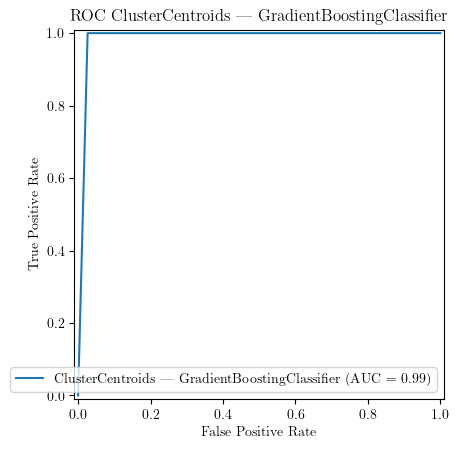 ROC ClusterCentroids — GradientBoostingClassifier
1.0
0.8
0.6
0.4
0.2
0.0
True Positive Rate
ClusterCentroids — GradientBoostingClassifier (AUC = 0.99)
0.0 0.2 0.4 0.6 0.8 1.0
False Positive Rate